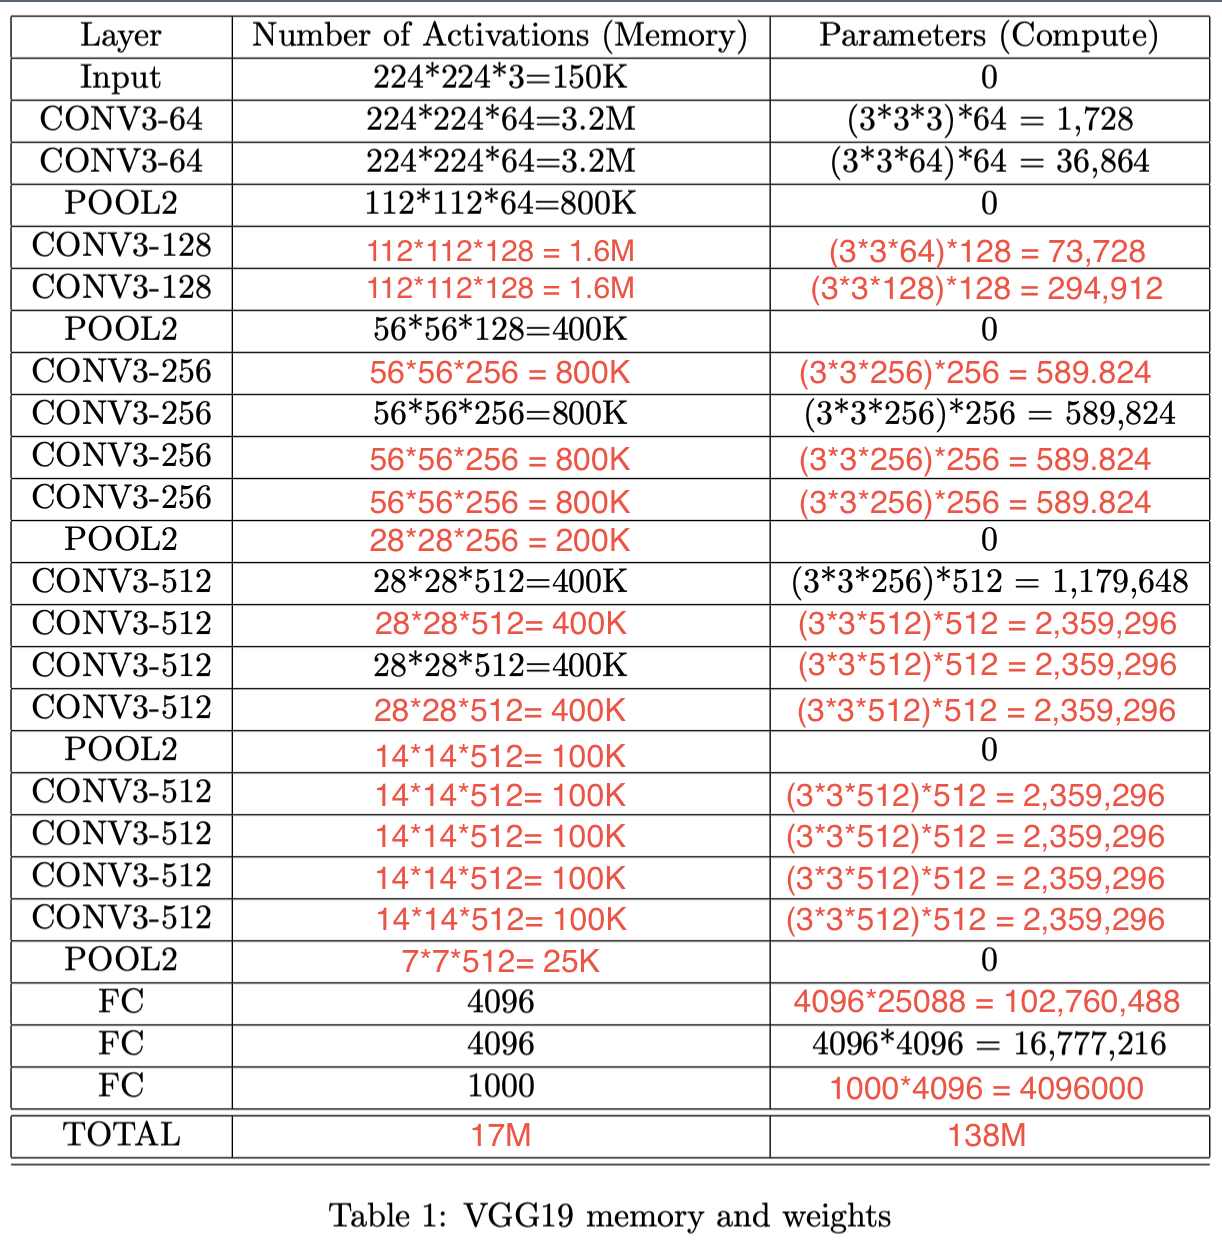 Layer Number of Activations (Memory) Parameters (Compute)
Input 224*224*3=150K 0
CONV3-64 224*224*64=3.2M (3*3*3)*64 = 1,728
CONV3-64 224*224*64=3.2M (3*3*64)*64 = 36,864
POOL2 112*112*64=800K 0
CONV3-128 112*112*128 = 1.6M (3*3*64)*128 = 73,728
CONV3-128 112*112*128 = 1.6M (3*3*128)*128 = 294,912
POOL2 56*56*128=400K 0
CONV3-256 56*56*256 = 800K (3*3*256)*256 = 589.824
CONV3-256 56*56*256=800K (3*3*256)*256 = 589,824
CONV3-256 56*56*256 = 800K (3*3*256)*256 = 589.824
CONV3-256 56*56*256 = 800K (3*3*256)*256 = 589.824
POOL2 28*28*256 = 200K 0
CONV3-512 28*28*512=400K (3*3*256)*512 = 1,179,648
CONV3-512 28*28*512= 400K (3*3*512)*512 = 2,359,296
CONV3-512 28*28*512=400K (3*3*512)*512 = 2,359,296
CONV3-512 28*28*512= 400K (3*3*512)*512 = 2,359,296
POOL2 14*14*512= 100K 0
CONV3-512 14*14*512= 100K (3*3*512)*512 = 2,359,296
CONV3-512 14*14*512= 100K (3*3*512)*512 = 2,359,296
CONV3-512 14*14*512= 100K (3*3*512)*512 = 2,359,296
CONV3-512 14*14*512= 100K (3*3*512)*512 = 2,359,296
POOL2 7*7*512= 25K 0
FC 4096 4096*25088 = 102,760,488
FC 4096 4096*4096 = 16,777,216
FC 1000 1000*4096 = 4096000
TOTAL 17M 138M
Table 1: VGG19 memory and weights